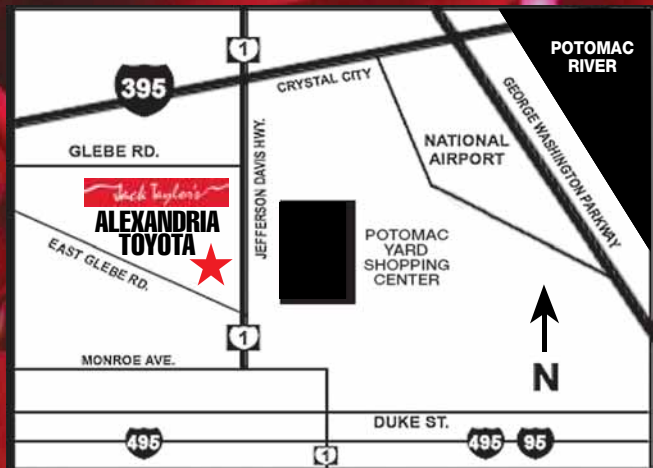 1
POTOMAC
RIVER
395
CRYSTAL CITY
JEFFERSON DAVIS HWY.
GEORGE WASHINGTON PARKWAY
GLEBE RD.
NATIONAL
AIRPORT
Jack Taylor's
ALEXANDRIA
TOYOTA
EAST GLEBE RD.
POTOMAC
YARD
SHOPPING
CENTER
1
MONROE AVE.
N
DUKE ST.
495
1
495
95